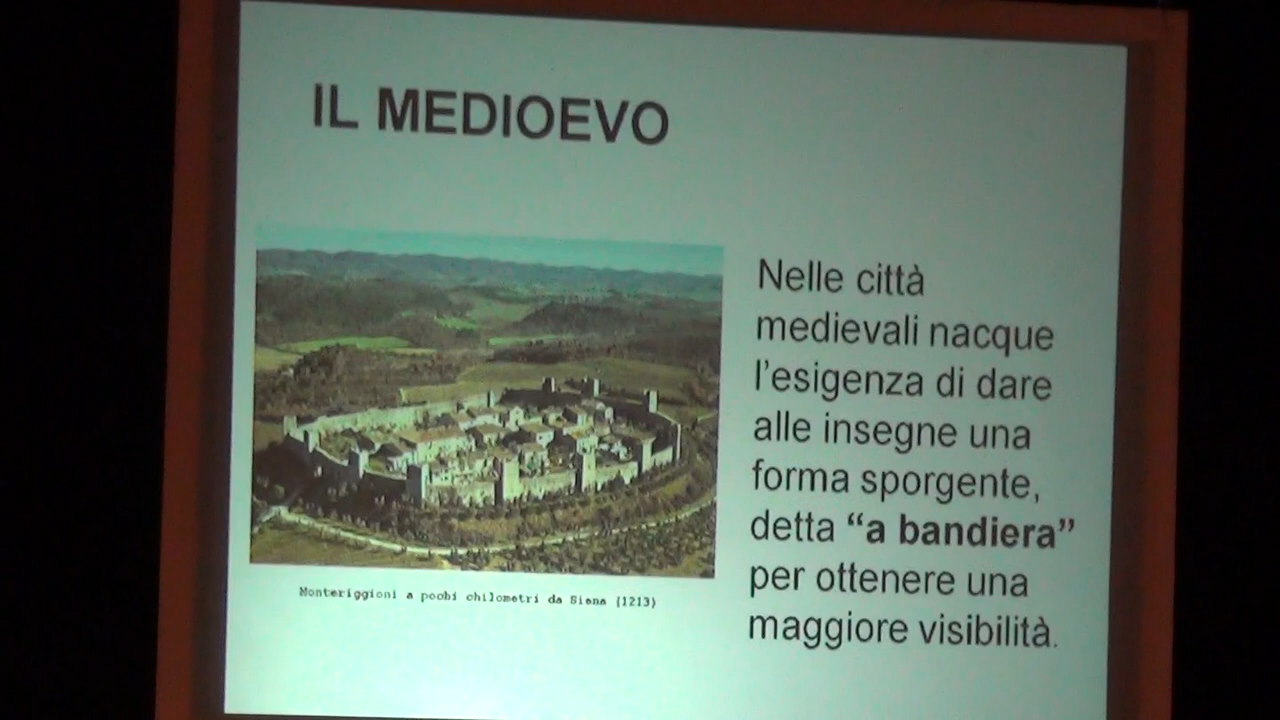 IL MEDIOEVO
Nelle città
medievali nacque
l'esigenza di dare
alle insegne una
forma sporgente,
detta “a bandiera”
per ottenere una
maggiore visibilità.
Monteriggioni a pochi chilometri da Siena (1213)